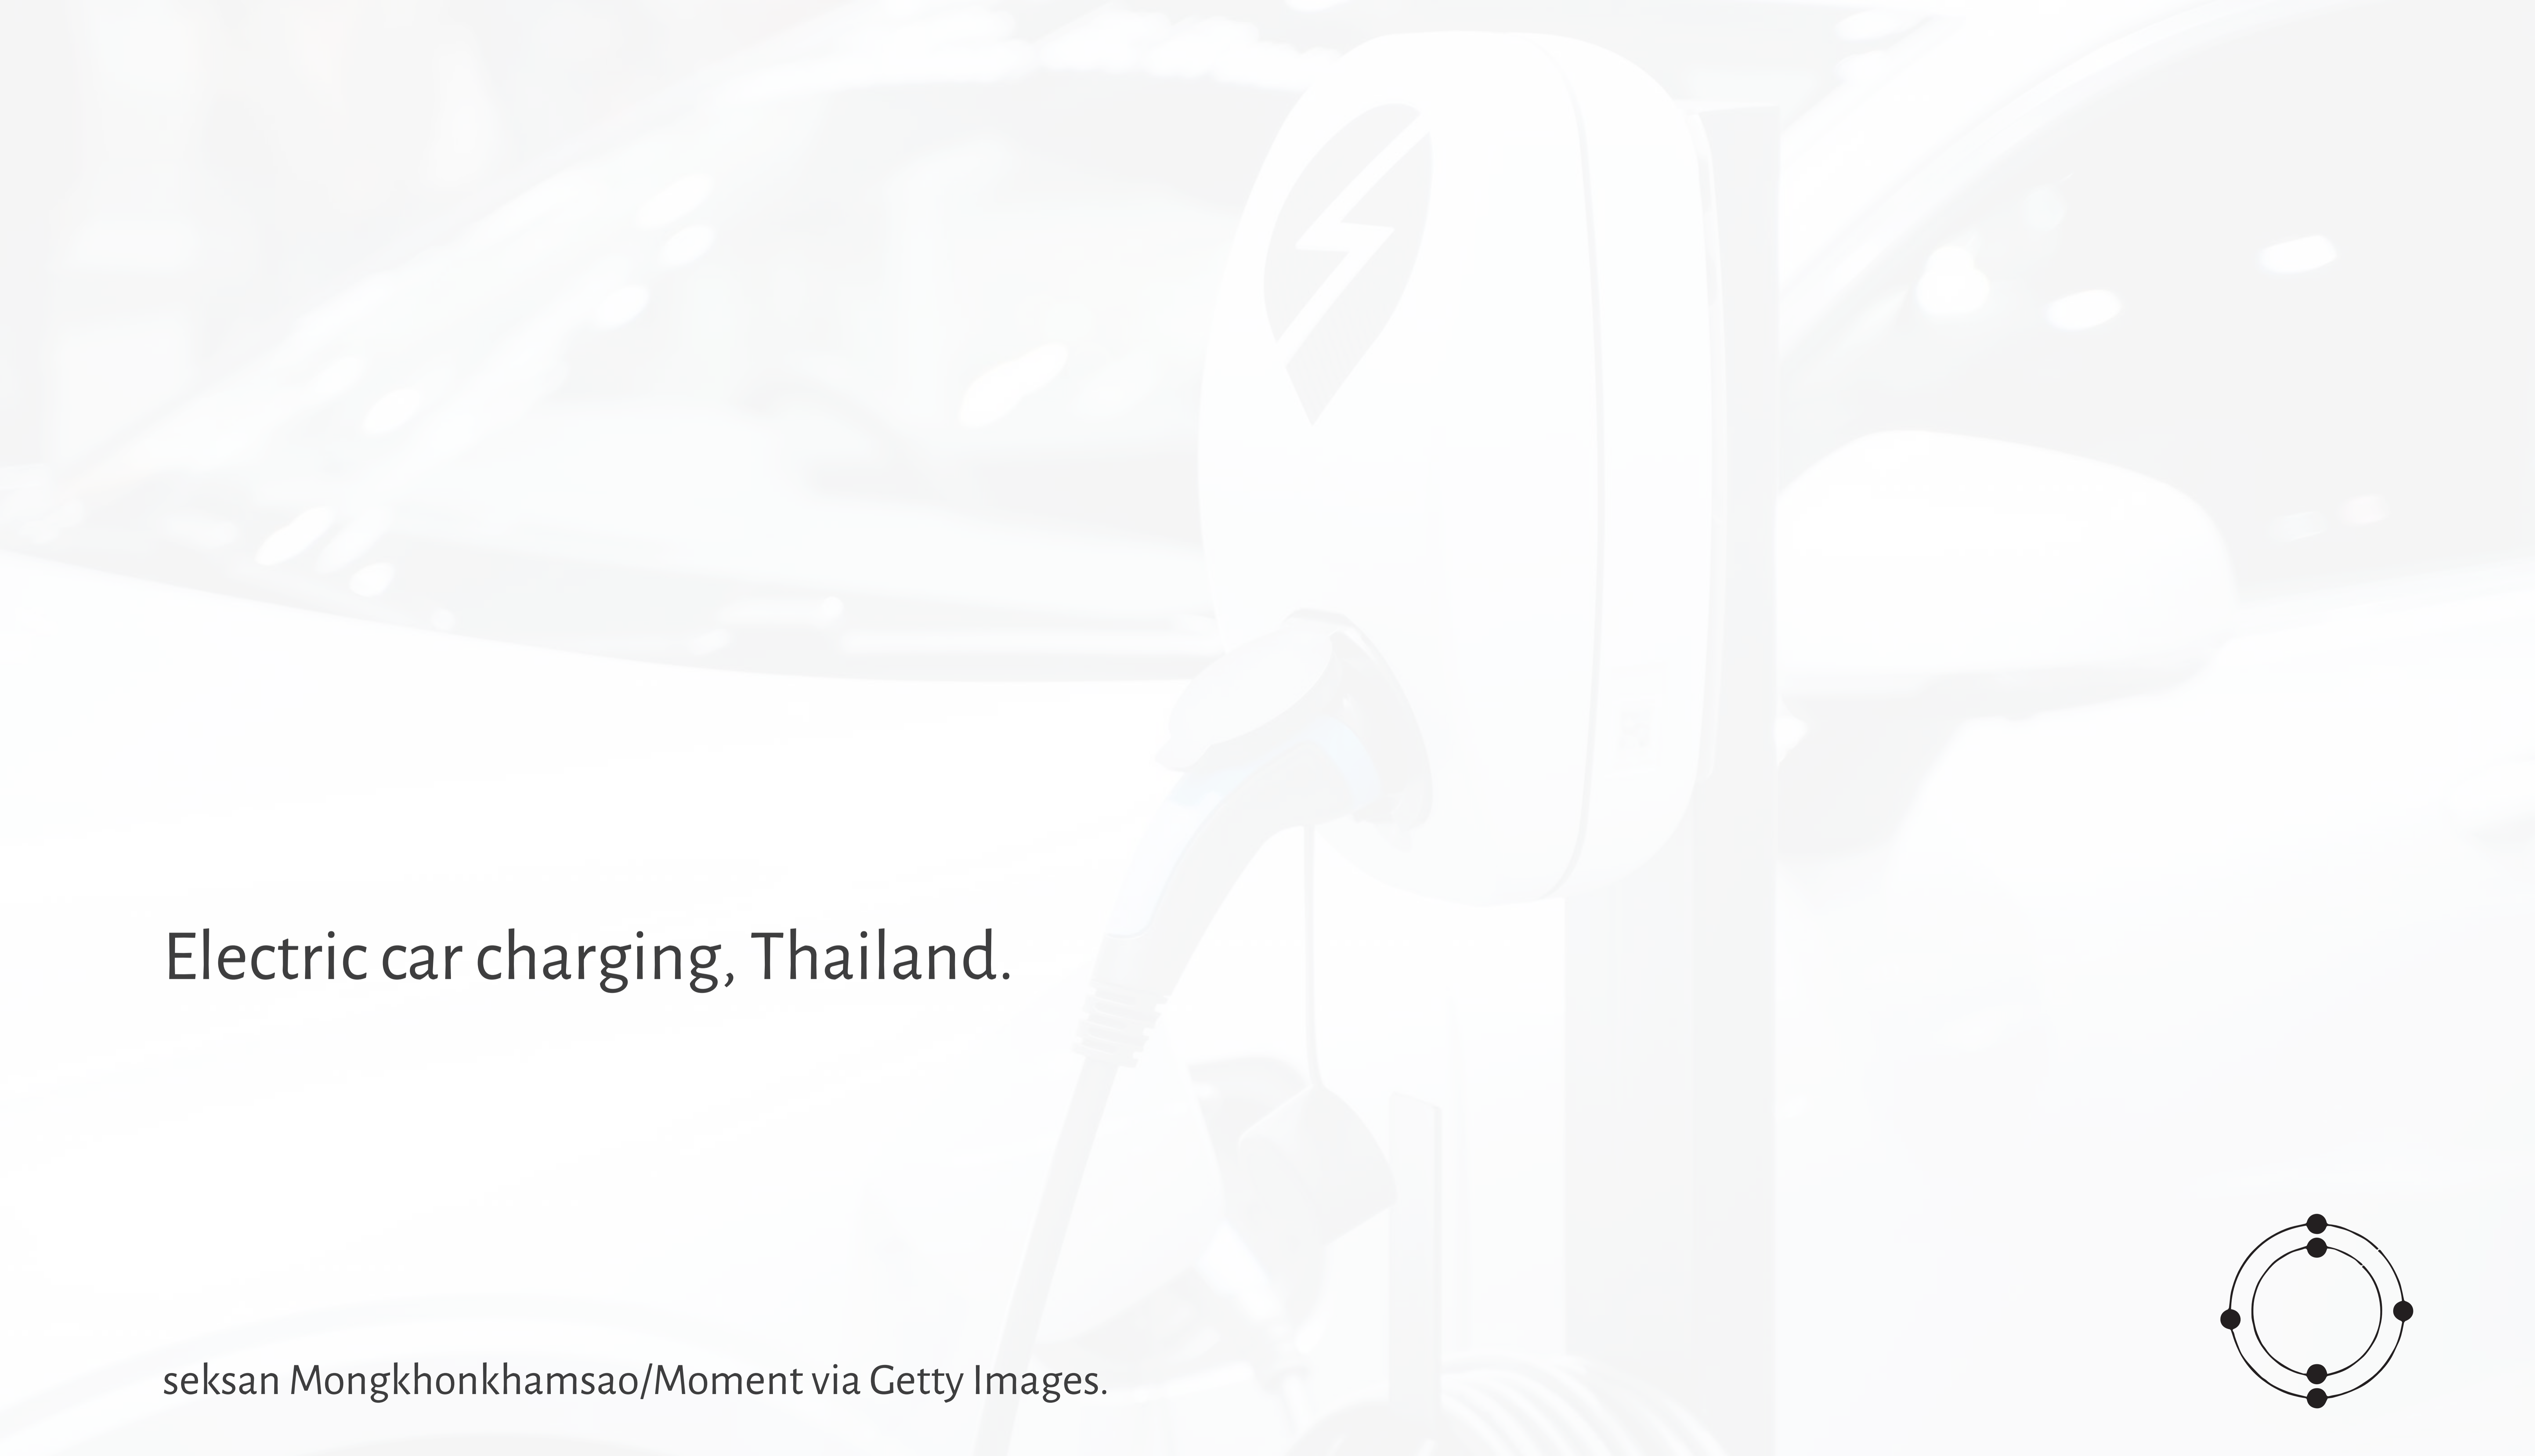 Electric car charging, Thailand.
seksan Mongkhonkhamsao/Moment via Getty Images.